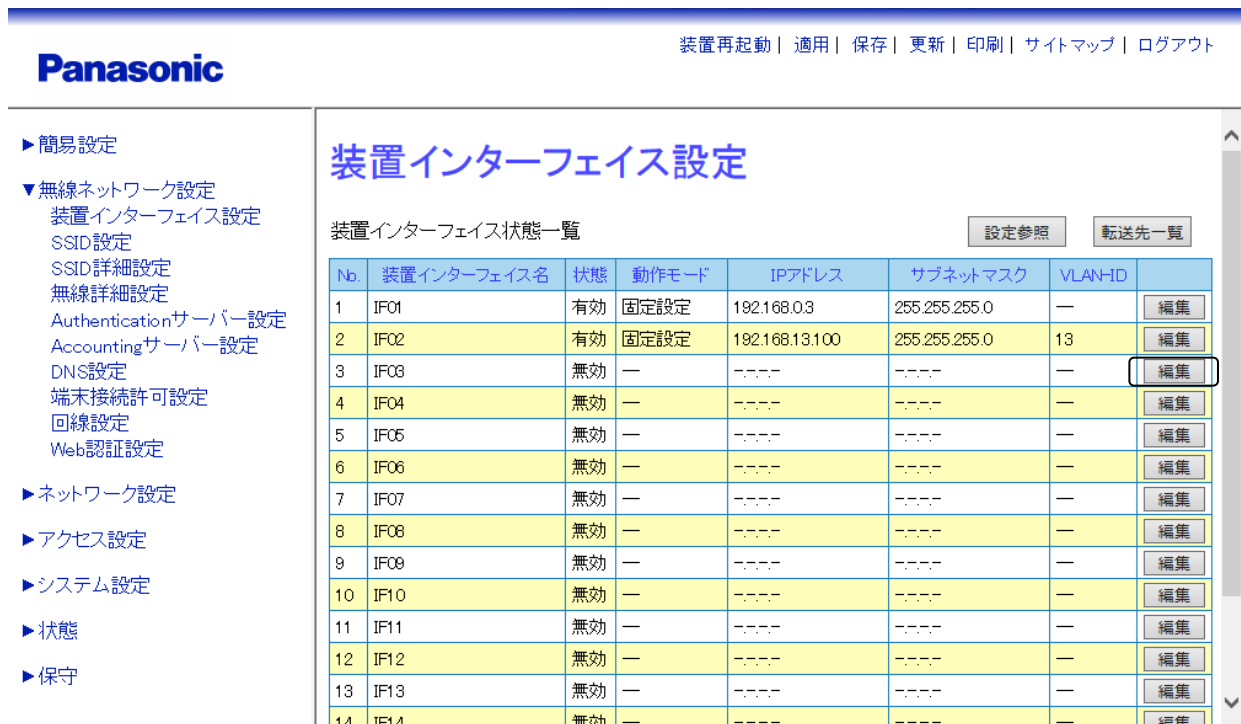 装置再起動| 適用| 保存| 更新| 印刷| サイトマップ| ログアウト
Panasonic
▶簡易設定
▼無線ネットワーク設定
装置インターフェイス設定
SSID設定
SSID詳細設定
無線詳細設定
Authenticationサーバー設定
Accountingサーバー設定
DNS設定
端末接続許可設定
回線設定
Web認証設定
▶ネットワーク設定
▶アクセス設定
▶システム設定
▶状態
▶保守
装置インターフェイス設定
装置インターフェイス状態一覧 設定参照 転送先一覧
No. 装置インターフェイス名 状態 動作モード IPアドレス サブネットマスク VLAN-ID
1 IF01 有効 固定設定 192.168.0.3 255.255.255.0 — 編集
2 IF02 有効 固定設定 192.168.13.100 255.255.255.0 13 編集
3 IF03 無効 — -.-.-.- -.-.-.- — 編集
4 IF04 無効 — -.-.-.- -.-.-.- — 編集
5 IF05 無効 — -.-.-.- -.-.-.- — 編集
6 IF06 無効 — -.-.-.- -.-.-.- — 編集
7 IF07 無効 — -.-.-.- -.-.-.- — 編集
8 IF08 無効 — -.-.-.- -.-.-.- — 編集
9 IF09 無効 — -.-.-.- -.-.-.- — 編集
10 IF10 無効 — -.-.-.- -.-.-.- — 編集
11 IF11 無効 — -.-.-.- -.-.-.- — 編集
12 IF12 無効 — -.-.-.- -.-.-.- — 編集
13 IF13 無効 — -.-.-.- -.-.-.- — 編集
14 IF14 無効 — -.-.-.- -.-.-.- — 編集